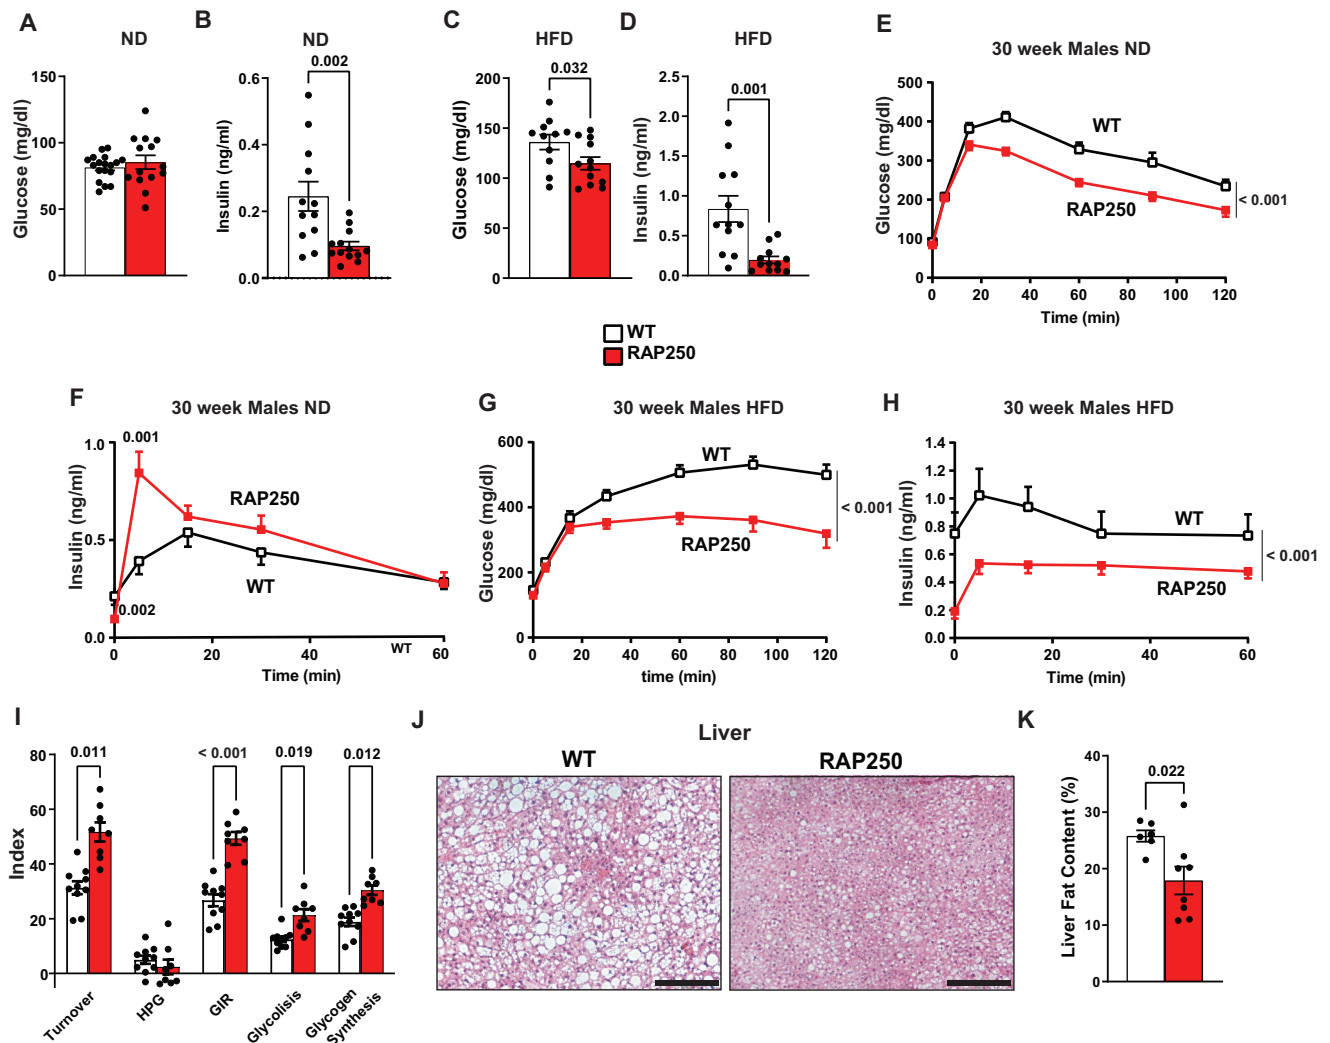 A
ND
Glucose (mg/dl)
150
100
50
0
B
ND
0.002
Insulin (ng/ml)
0.6
0.4
0.2
0.0
C
HFD
0.032
Glucose (mg/dl)
200
150
100
50
0
D
HFD
0.001
Insulin (ng/ml)
2.5
2.0
1.5
1.0
0.5
0.0
E
30 week Males ND
Glucose (mg/dl)
500
400
300
200
100
0
WT
RAP250
< 0.001
0 20 40 60 80 100 120
Time (min)
WT
RAP250
F
30 week Males ND
Insulin (ng/ml)
1.0
0.5
0.0
0.001
RAP250
WT
0.002
WT
0 20 40 60
Time (min)
G
30 week Males HFD
Glucose (mg/dl)
600
400
200
0
WT
RAP250
< 0.001
0 20 40 60 80 100 120
time (min)
H
30 week Males HFD
Insulin (ng/ml)
1.4
1.2
1.0
0.8
0.6
0.4
0.2
0.0
WT
RAP250
< 0.001
0 20 40 60
Time (min)
I
Index
80
60
40
20
0
0.011
< 0.001
0.019
0.012
Turnover
HPG
GIR
Glycolisis
Glycogen
Synthesis
J
Liver
WT
RAP250
K
Liver Fat Content (%)
40
30
20
10
0
0.022